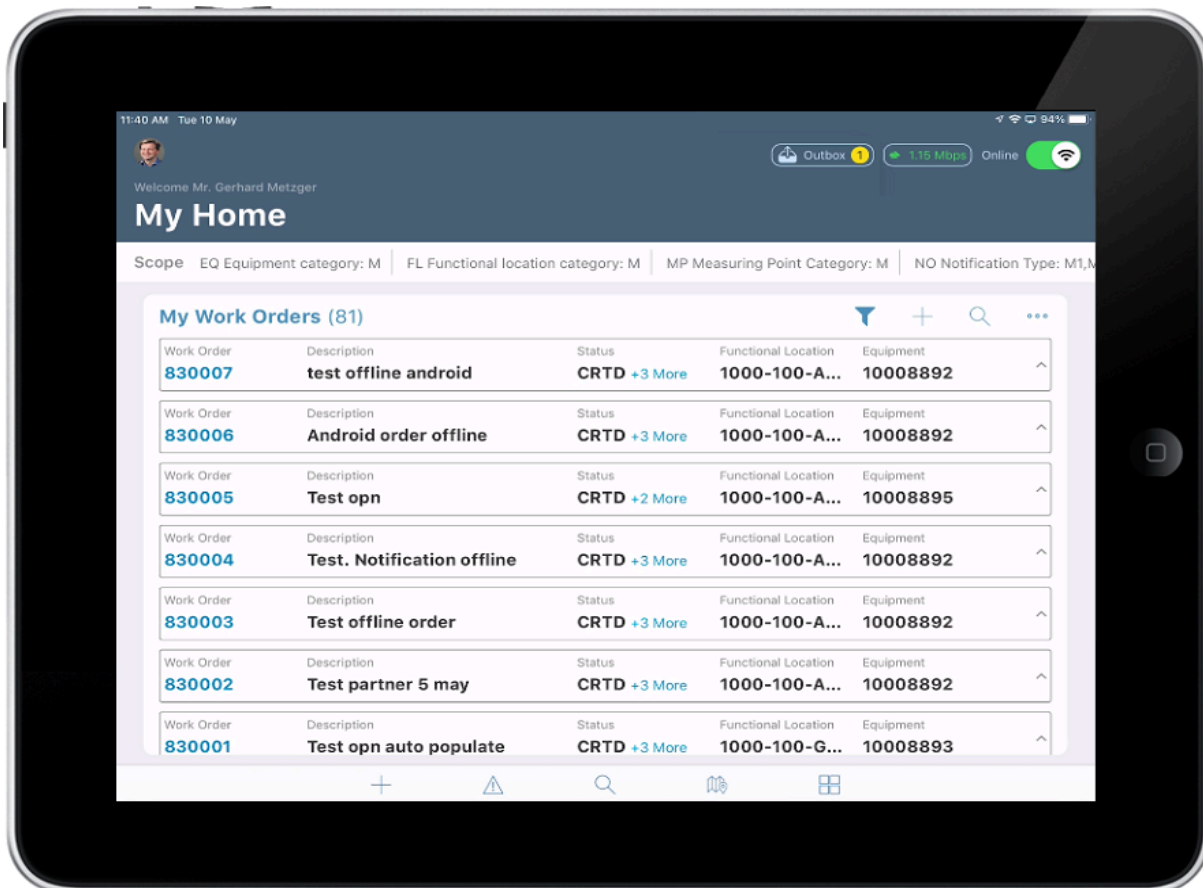 11:40 AM Tue 10 May 94%
Outbox 1 1.15 Mbps Online
Welcome Mr. Gerhard Metzger
My Home
Scope EQ Equipment category: M FL Functional location category: M MP Measuring Point Category: M NO Notification Type: M1,M
My Work Orders (81)
Work Order Description Status Functional Location Equipment
830007 test offline android CRTD +3 More 1000-100-A... 10008892
Work Order Description Status Functional Location Equipment
830006 Android order offline CRTD +3 More 1000-100-A... 10008892
Work Order Description Status Functional Location Equipment
830005 Test opn CRTD +2 More 1000-100-A... 10008895
Work Order Description Status Functional Location Equipment
830004 Test. Notification offline CRTD +3 More 1000-100-A... 10008892
Work Order Description Status Functional Location Equipment
830003 Test offline order CRTD +3 More 1000-100-A... 10008892
Work Order Description Status Functional Location Equipment
830002 Test partner 5 may CRTD +3 More 1000-100-A... 10008892
Work Order Description Status Functional Location Equipment
830001 Test opn auto populate CRTD +3 More 1000-100-G... 10008893